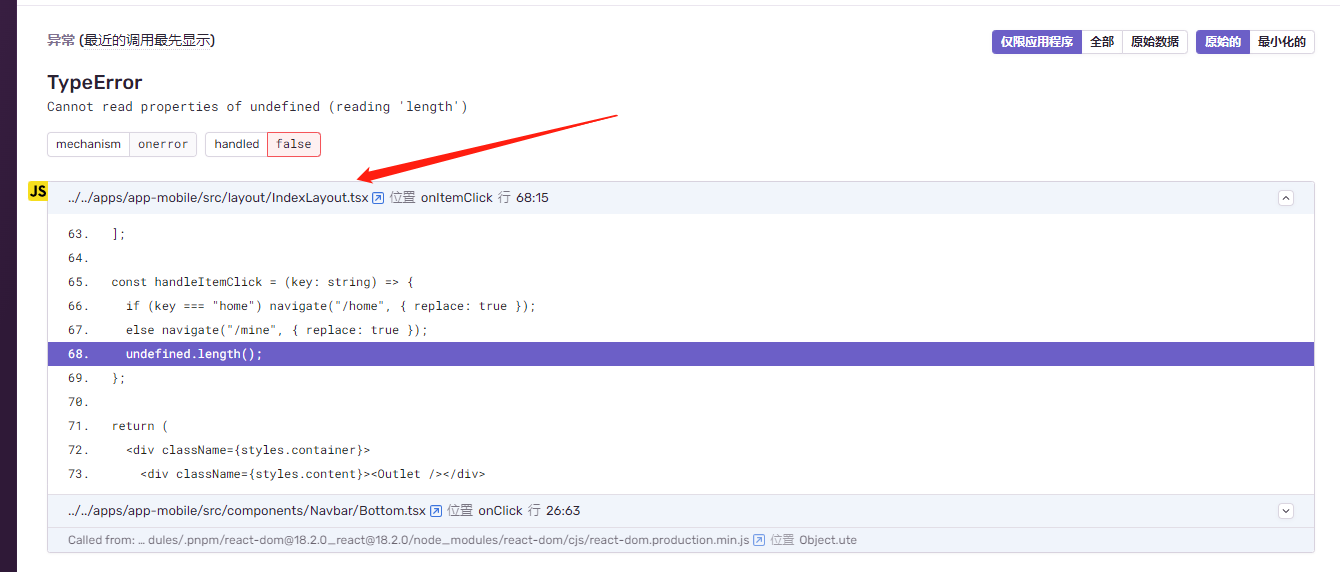 异常 (最近的调用最先显示)
仅限应用程序 全部 原始数据 原始的 最小化的
TypeError
Cannot read properties of undefined (reading 'length')
mechanism onerror handled false
JS
../../apps/app-mobile/src/layout/IndexLayout.tsx 位置 onItemClick 行 68:15
63. ];
64.
65. const handleItemClick = (key: string) => {
66. if (key === "home") navigate("/home", { replace: true });
67. else navigate("/mine", { replace: true });
68. undefined.length();
69. };
70.
71. return (
72. <div className={styles.container}>
73. <div className={styles.content}><Outlet /></div>
../../apps/app-mobile/src/components/Navbar/Bottom.tsx 位置 onClick 行 26:63
Called from: … dules/.pnpm/react-dom@18.2.0_react@18.2.0/node_modules/react-dom/cjs/react-dom.production.min.js 位置 Object.ute